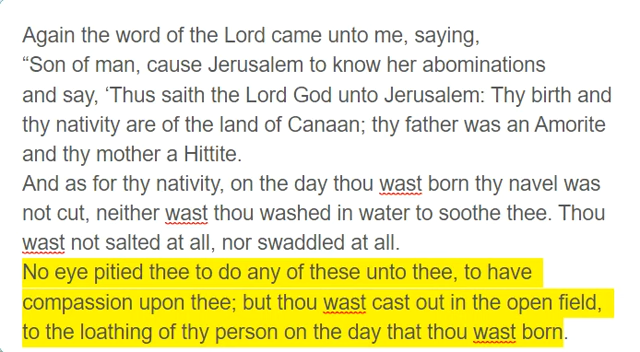 Again the word of the Lord came unto me, saying,
“Son of man, cause Jerusalem to know her abominations
and say, ‘Thus saith the Lord God unto Jerusalem: Thy birth and
thy nativity are of the land of Canaan; thy father was an Amorite
and thy mother a Hittite.
And as for thy nativity, on the day thou wast born thy navel was
not cut, neither wast thou washed in water to soothe thee. Thou
wast not salted at all, nor swaddled at all.
No eye pitied thee to do any of these unto thee, to have
compassion upon thee; but thou wast cast out in the open field,
to the loathing of thy person on the day that thou wast born.